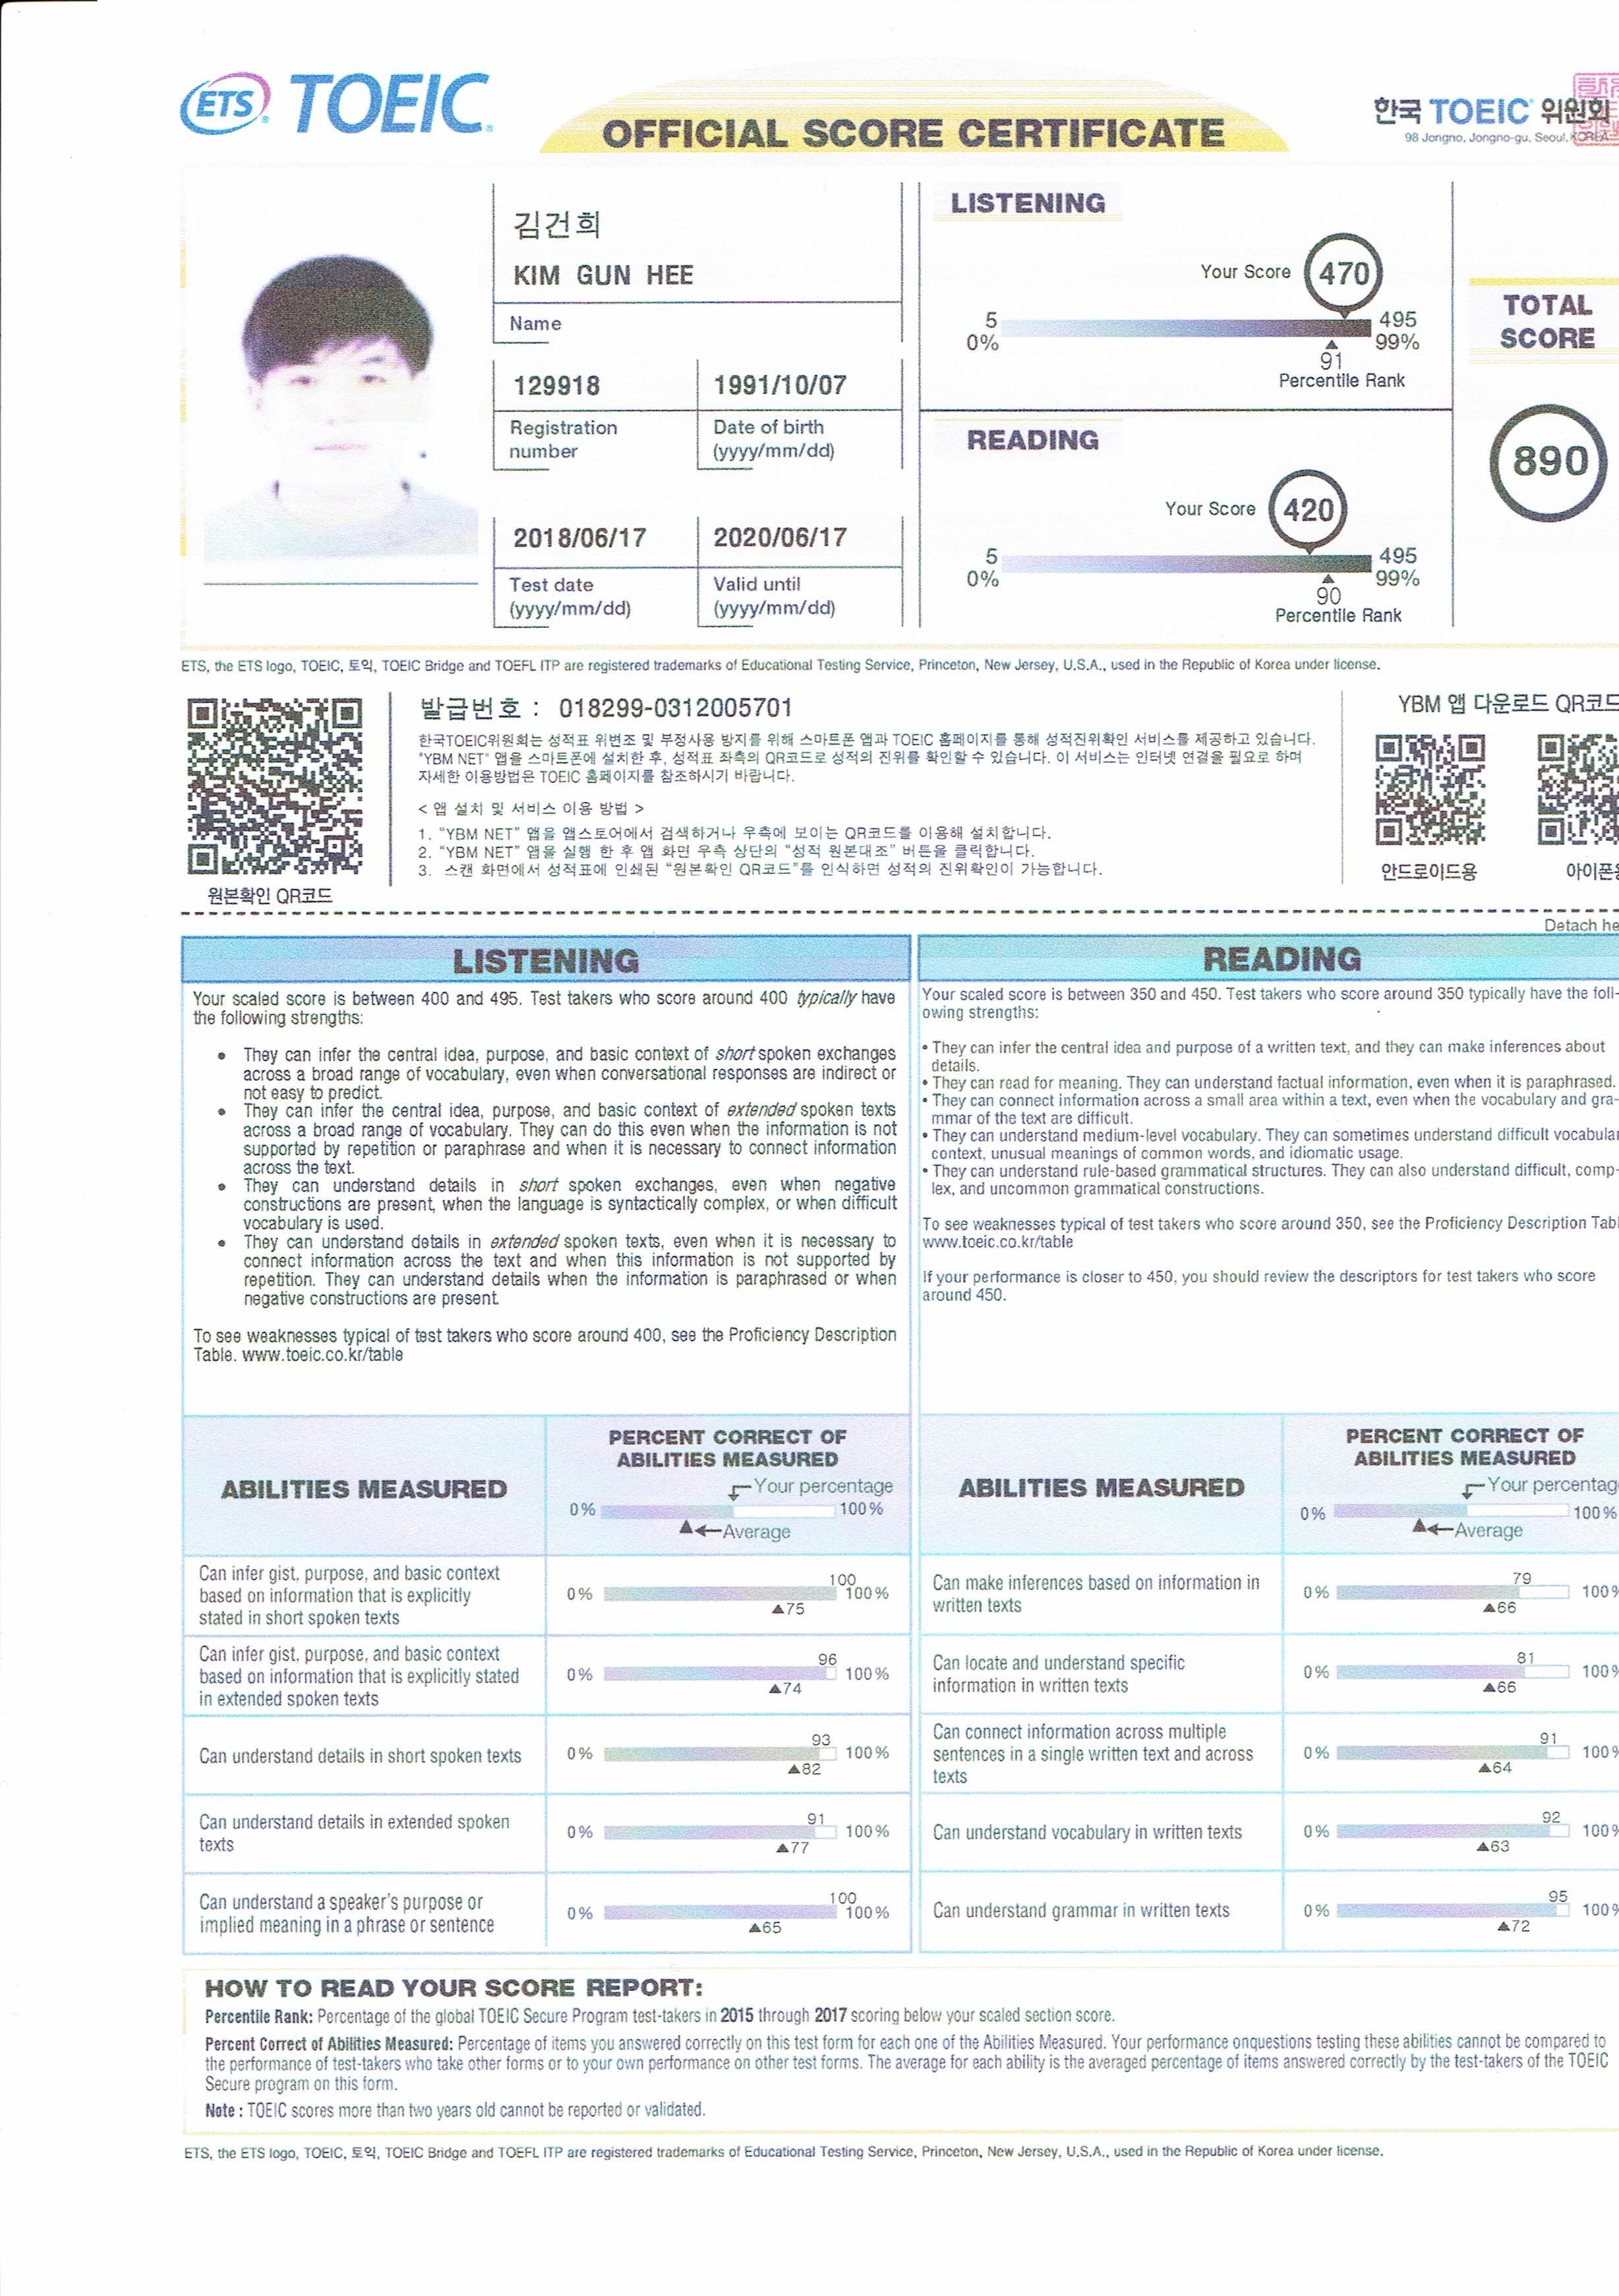 ETS TOEIC
OFFICIAL SCORE CERTIFICATE
한국 TOEIC 위원회
98 Jongno, Jongno-gu, Seoul, KOREA
김건희
KIM GUN HEE
Name
129918
1991/10/07
Registration
number
Date of birth
(yyyy/mm/dd)
2018/06/17
2020/06/17
Test date
(yyyy/mm/dd)
Valid until
(yyyy/mm/dd)
LISTENING
Your Score 470
5 495
0% 99%
91
Percentile Rank
READING
Your Score 420
5 495
0% 99%
90
Percentile Rank
TOTAL
SCORE
890
ETS, the ETS logo, TOEIC, 토익, TOEIC Bridge and TOEFL ITP are registered trademarks of Educational Testing Service, Princeton, New Jersey, U.S.A., used in the Republic of Korea under license.
원본확인 QR코드
발급번호 : 018299-0312005701
한국TOEIC위원회는 성적표 위변조 및 부정사용 방지를 위해 스마트폰 앱과 TOEIC 홈페이지를 통해 성적진위확인 서비스를 제공하고 있습니다.
"YBM NET" 앱을 스마트폰에 설치한 후, 성적표 좌측의 QR코드로 성적의 진위를 확인할 수 있습니다. 이 서비스는 인터넷 연결을 필요로 하며
자세한 이용방법은 TOEIC 홈페이지를 참조하시기 바랍니다.
< 앱 설치 및 서비스 이용 방법 >
1. "YBM NET" 앱을 앱스토어에서 검색하거나 우측에 보이는 QR코드를 이용해 설치합니다.
2. "YBM NET" 앱을 실행 한 후 앱 화면 우측 상단의 "성적 원본대조" 버튼을 클릭합니다.
3. 스캔 화면에서 성적표에 인쇄된 "원본확인 QR코드"를 인식하면 성적의 진위확인이 가능합니다.
YBM 앱 다운로드 QR코드
안드로이드용
아이폰용
Detach he
LISTENING
Your scaled score is between 400 and 495. Test takers who score around 400 typically have
the following strengths:
• They can infer the central idea, purpose, and basic context of short spoken exchanges
across a broad range of vocabulary, even when conversational responses are indirect or
not easy to predict.
• They can infer the central idea, purpose, and basic context of extended spoken texts
across a broad range of vocabulary. They can do this even when the information is not
supported by repetition or paraphrase and when it is necessary to connect information
across the text.
• They can understand details in short spoken exchanges, even when negative
constructions are present, when the language is syntactically complex, or when difficult
vocabulary is used.
• They can understand details in extended spoken texts, even when it is necessary to
connect information across the text and when this information is not supported by
repetition. They can understand details when the information is paraphrased or when
negative constructions are present.
To see weaknesses typical of test takers who score around 400, see the Proficiency Description
Table. www.toeic.co.kr/table
READING
Your scaled score is between 350 and 450. Test takers who score around 350 typically have the foll-
owing strengths:
• They can infer the central idea and purpose of a written text, and they can make inferences about
details.
• They can read for meaning. They can understand factual information, even when it is paraphrased.
• They can connect information across a small area within a text, even when the vocabulary and gra-
mmar of the text are difficult.
• They can understand medium-level vocabulary. They can sometimes understand difficult vocabular
context, unusual meanings of common words, and idiomatic usage.
• They can understand rule-based grammatical structures. They can also understand difficult, comp-
lex, and uncommon grammatical constructions.
To see weaknesses typical of test takers who score around 350, see the Proficiency Description Tabl
www.toeic.co.kr/table
If your performance is closer to 450, you should review the descriptors for test takers who score
around 450.
ABILITIES MEASURED
PERCENT CORRECT OF
ABILITIES MEASURED
Your percentage
0% 100%
Average
Can infer gist, purpose, and basic context
based on information that is explicitly
stated in short spoken texts
100
0% 100%
75
Can infer gist, purpose, and basic context
based on information that is explicitly stated
in extended spoken texts
96
0% 100%
74
Can understand details in short spoken texts
93
0% 100%
82
Can understand details in extended spoken
texts
91
0% 100%
77
Can understand a speaker's purpose or
implied meaning in a phrase or sentence
100
0% 100%
65
ABILITIES MEASURED
PERCENT CORRECT OF
ABILITIES MEASURED
Your percentag
0% 100%
Average
Can make inferences based on information in
written texts
79
0% 100%
66
Can locate and understand specific
information in written texts
81
0% 100%
66
Can connect information across multiple
sentences in a single written text and across
texts
91
0% 100%
64
Can understand vocabulary in written texts
92
0% 100%
63
Can understand grammar in written texts
95
0% 100%
72
HOW TO READ YOUR SCORE REPORT:
Percentile Rank: Percentage of the global TOEIC Secure Program test-takers in 2015 through 2017 scoring below your scaled section score.
Percent Correct of Abilities Measured: Percentage of items you answered correctly on this test form for each one of the Abilities Measured. Your performance onquestions testing these abilities cannot be compared to
the performance of test-takers who take other forms or to your own performance on other test forms. The average for each ability is the averaged percentage of items answered correctly by the test-takers of the TOEIC
Secure program on this form.
Note : TOEIC scores more than two years old cannot be reported or validated.
ETS, the ETS logo, TOEIC, 토익, TOEIC Bridge and TOEFL ITP are registered trademarks of Educational Testing Service, Princeton, New Jersey, U.S.A., used in the Republic of Korea under license.